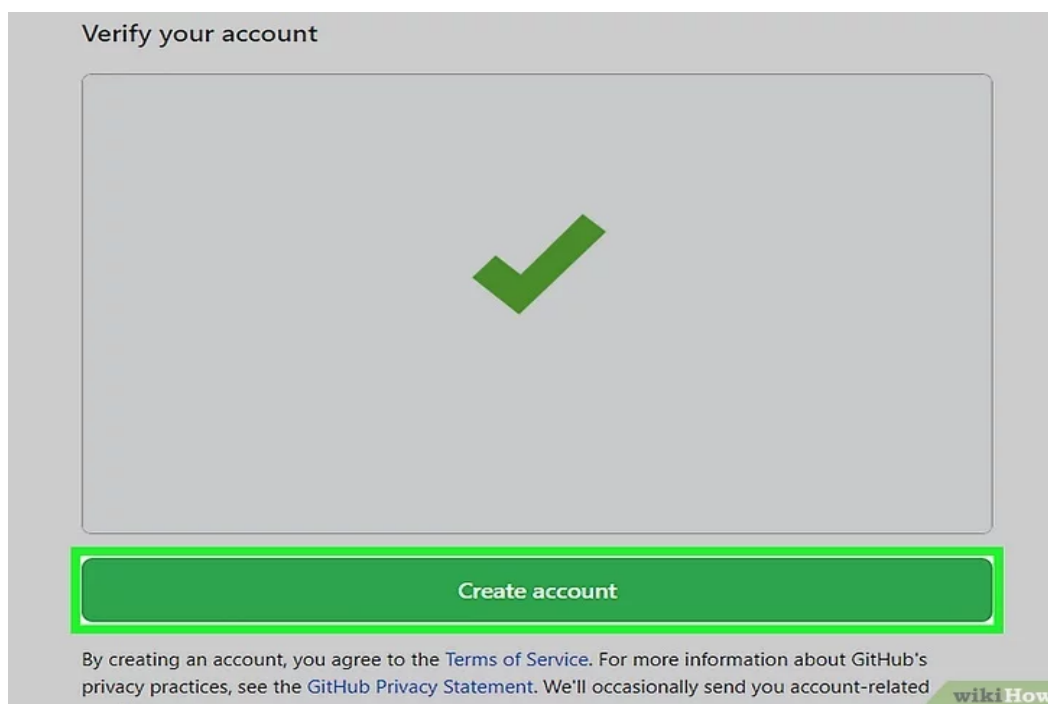 Verify your account
Create account
By creating an account, you agree to the Terms of Service. For more information about GitHub's
privacy practices, see the GitHub Privacy Statement. We'll occasionally send you account-related
wikiHow